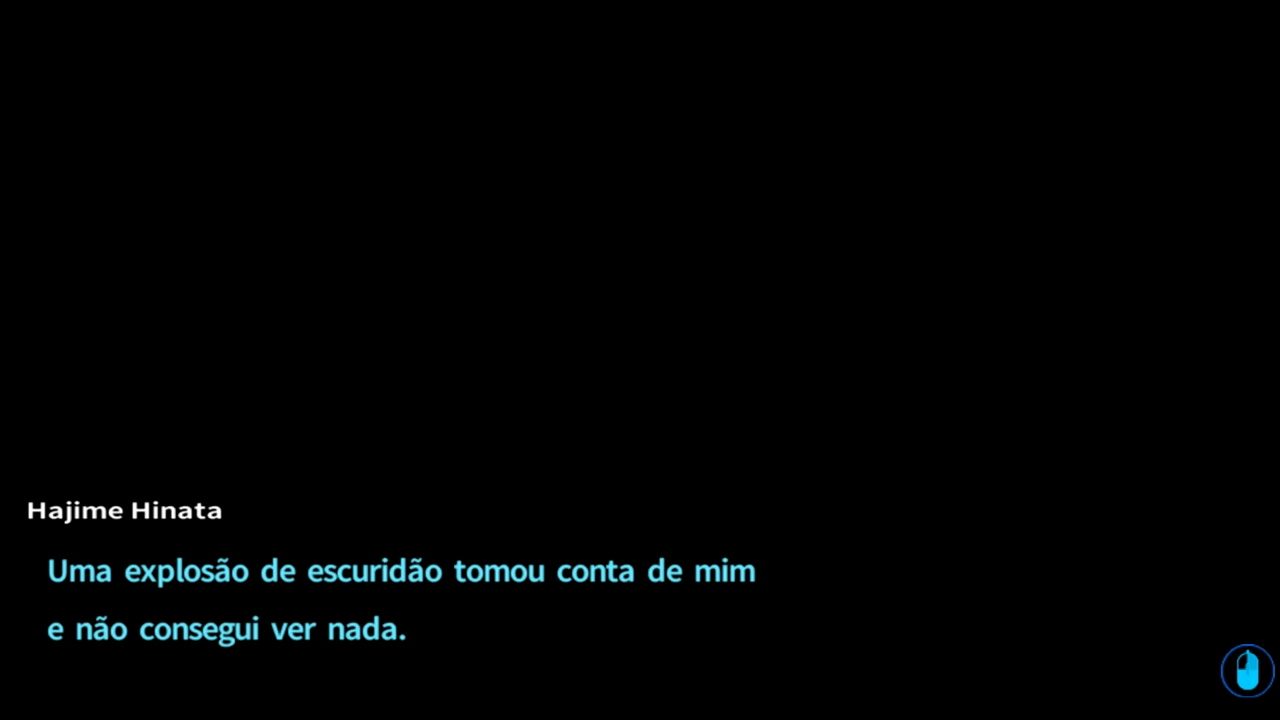 Hajime Hinata
Uma explosão de escuridão tomou conta de mim
e não consegui ver nada.